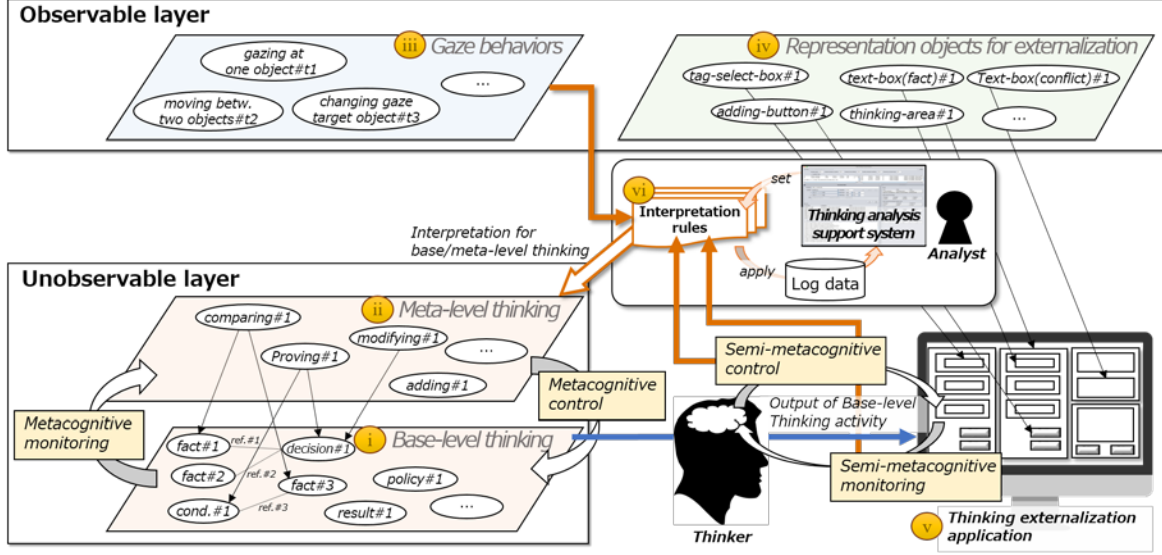 Observable layer
iii Gaze behaviors
gazing at
one object#t1
...
moving betw.
two objects#t2
changing gaze
target object#t3
iv Representation objects for externalization
tag-select-box#1
text-box(fact)#1
Text-box(conflict)#1
adding-button#1
thinking-area#1
...
vi
Interpretation
rules
set
Thinking analysis
support system
apply
Log data
Analyst
Interpretation for
base/meta-level thinking
Unobservable layer
ii Meta-level thinking
comparing#1
Proving#1
modifying#1
...
adding#1
Metacognitive
monitoring
Metacognitive
control
i Base-level thinking
fact#1
ref.#1
decision#1
fact#2
ref.#2
fact#3
policy#1
cond.#1
ref.#3
result#1
...
Semi-metacognitive
control
Output of Base-level
Thinking activity
Semi-metacognitive
monitoring
Thinker
v Thinking externalization
application